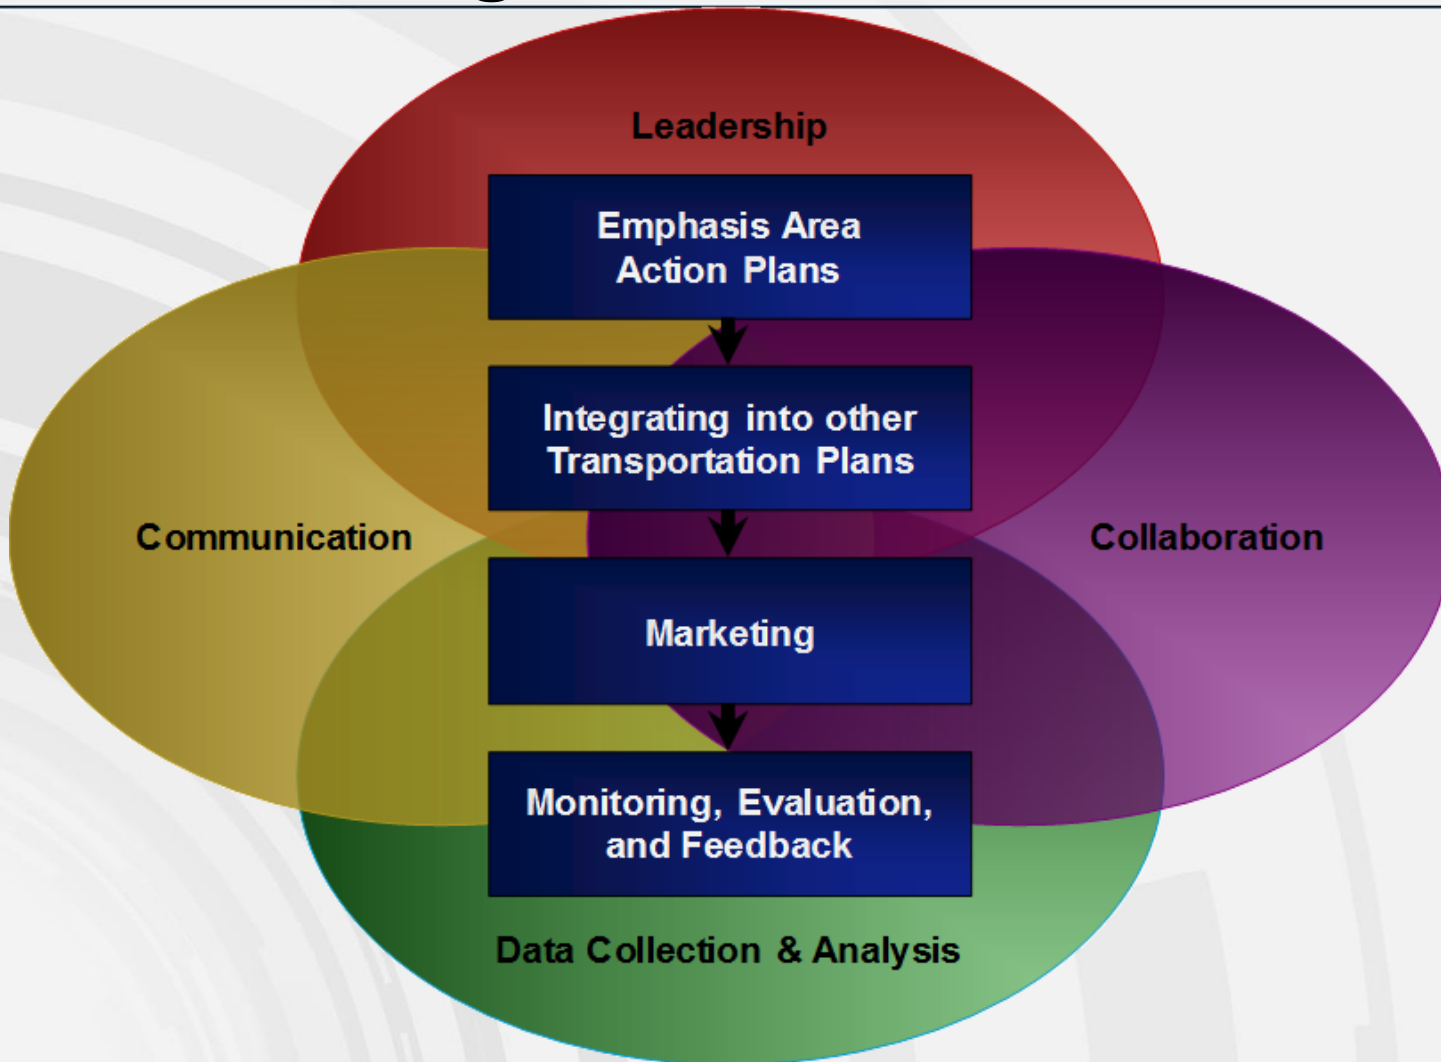 Leadership
Emphasis Area
Action Plans
Integrating into other
Transportation Plans
Communication
Collaboration
Marketing
Monitoring, Evaluation,
and Feedback
Data Collection & Analysis